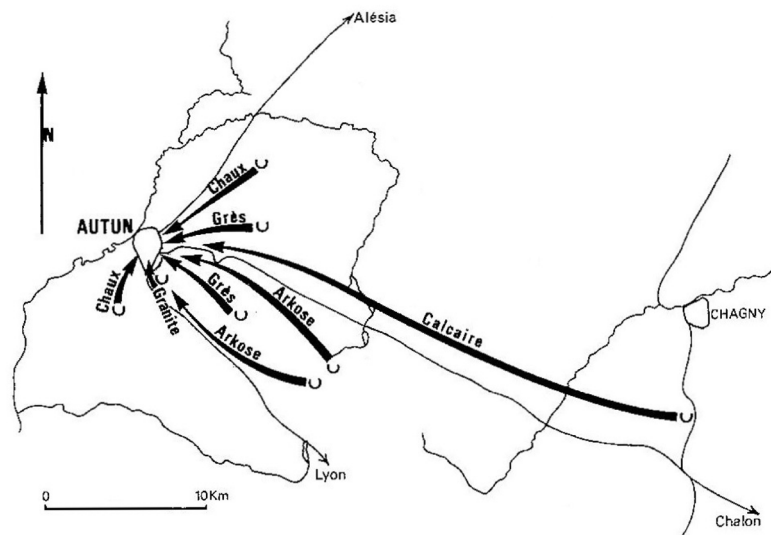 Alésia
N
Chaux
AUTUN
Grès
Chaux
Granite
Grès
Arkose
Arkose
Calcaire
CHAGNY
Lyon
0 10Km
Chalon